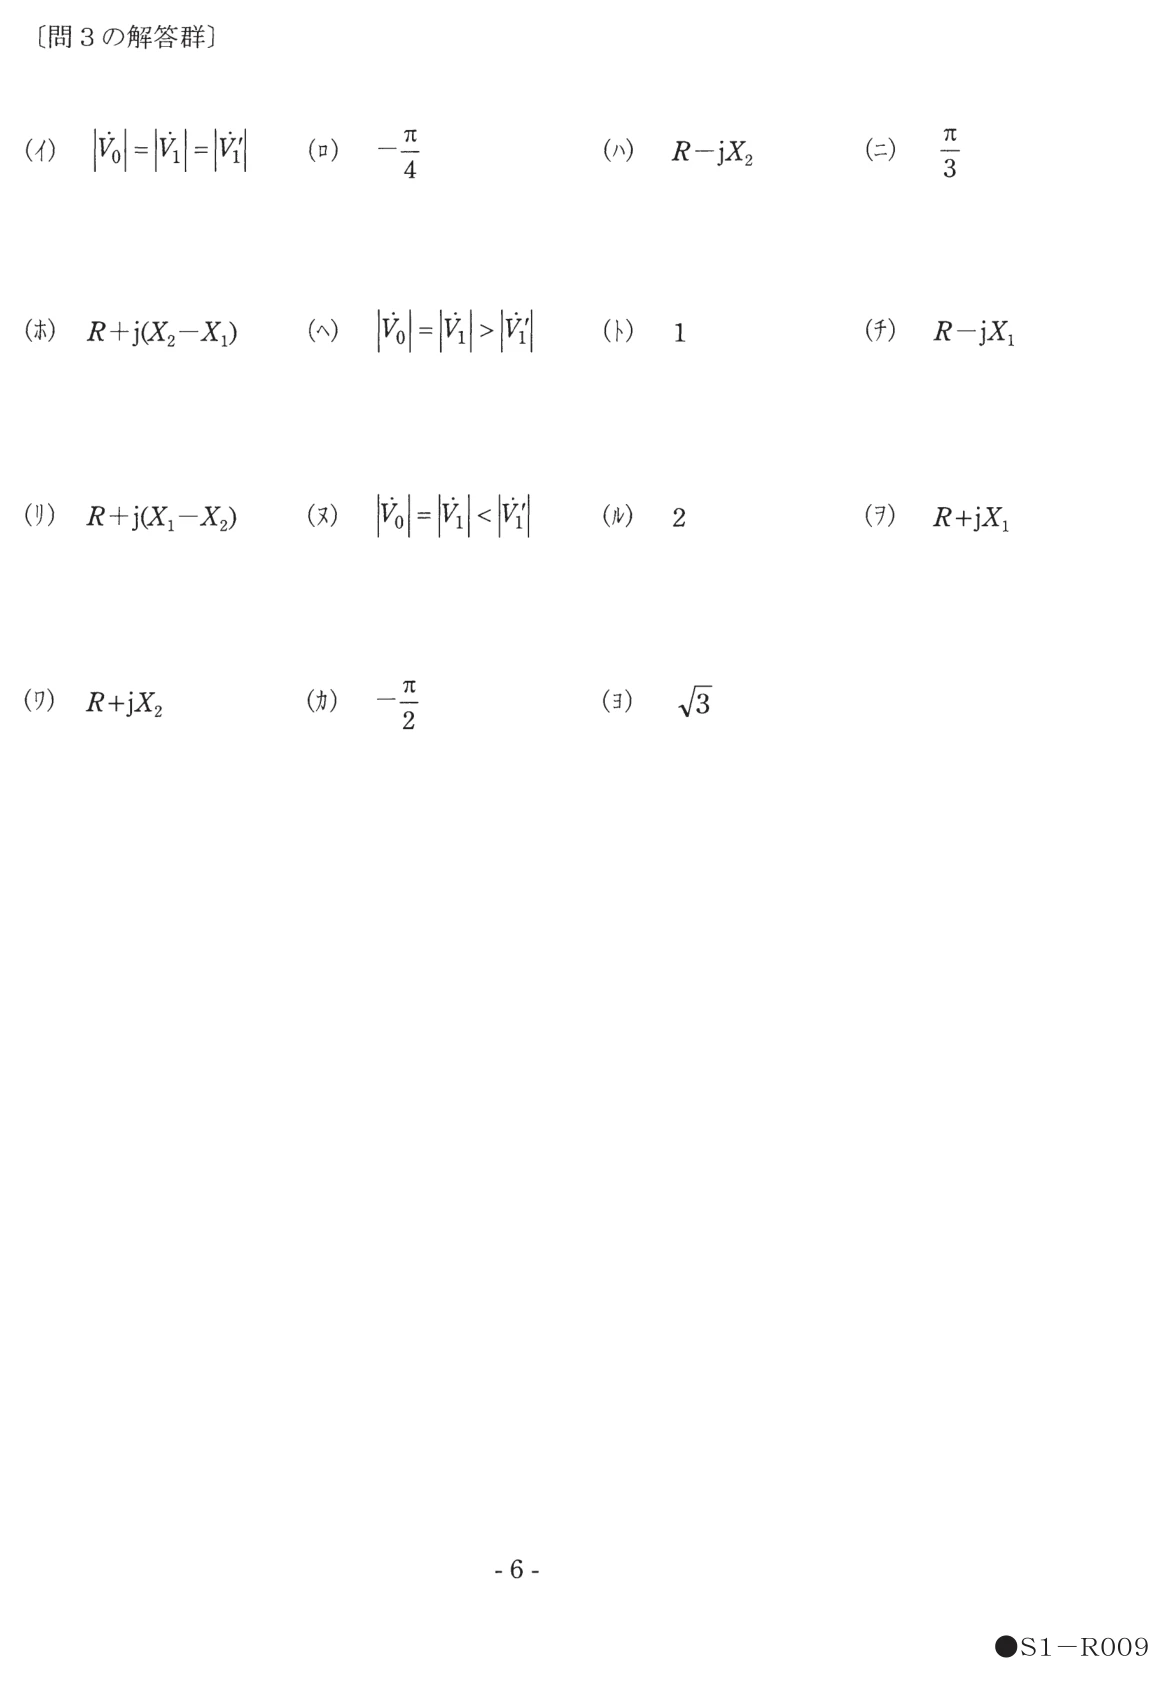 〔問３の解答群〕
(ｲ) |V̇₀|=|V̇₁|=|V̇₁′| (ﾛ) −π/4 (ﾊ) R−jX₂ (ﾆ) π/3
(ﾎ) R+j(X₂−X₁) (ﾍ) |V̇₀|=|V̇₁|>|V̇₁′| (ﾄ) 1 (ﾁ) R−jX₁
(ﾘ) R+j(X₁−X₂) (ﾇ) |V̇₀|=|V̇₁|<|V̇₁′| (ﾙ) 2 (ｦ) R+jX₁
(ﾜ) R+jX₂ (ｶ) −π/2 (ﾖ) √3
- 6 -
●S1−R009